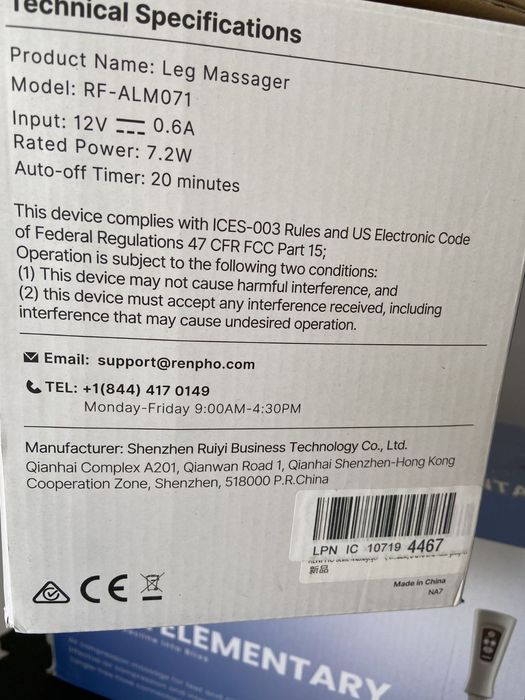 Technical Specifications
Product Name: Leg Massager
Model: RF-ALM071
Input: 12V ⎓ 0.6A
Rated Power: 7.2W
Auto-off Timer: 20 minutes
This device complies with ICES-003 Rules and US Electronic Code
of Federal Regulations 47 CFR FCC Part 15;
Operation is subject to the following two conditions:
(1) This device may not cause harmful interference, and
(2) this device must accept any interference received, including
interference that may cause undesired operation.
Email: support@renpho.com
TEL: +1(844) 417 0149
Monday-Friday 9:00AM-4:30PM
Manufacturer: Shenzhen Ruiyi Business Technology Co., Ltd.
Qianhai Complex A201, Qianwan Road 1, Qianhai Shenzhen-Hong Kong
Cooperation Zone, Shenzhen, 518000 P.R.China
LPN IC 10719 4467
新品
Made in China
NA7
CE
ELEMENTARY